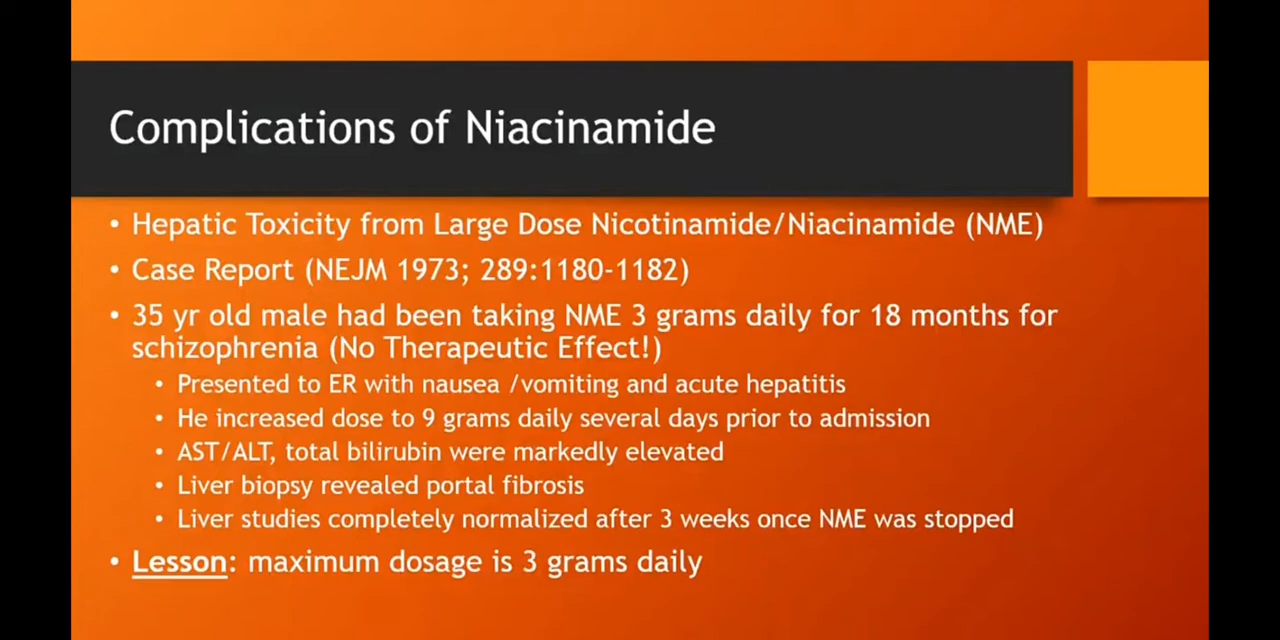 Complications of Niacinamide
• Hepatic Toxicity from Large Dose Nicotinamide/Niacinamide (NME)
• Case Report (NEJM 1973; 289:1180-1182)
• 35 yr old male had been taking NME 3 grams daily for 18 months for
schizophrenia (No Therapeutic Effect!)
• Presented to ER with nausea /vomiting and acute hepatitis
• He increased dose to 9 grams daily several days prior to admission
• AST/ALT, total bilirubin were markedly elevated
• Liver biopsy revealed portal fibrosis
• Liver studies completely normalized after 3 weeks once NME was stopped
• Lesson: maximum dosage is 3 grams daily